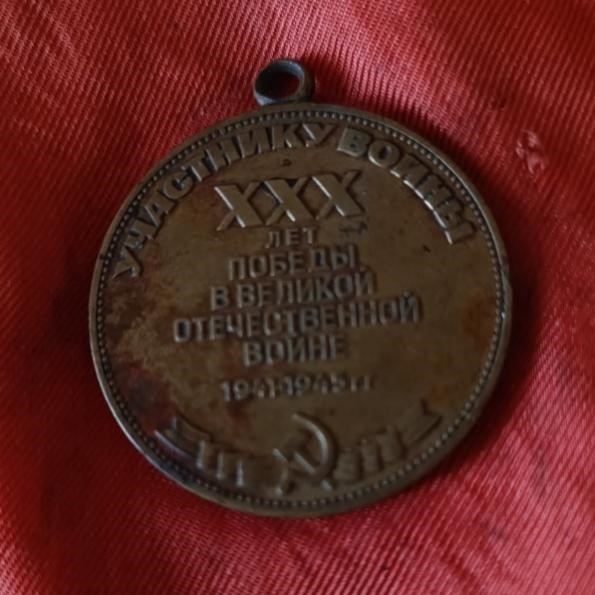 УЧАСТНИКУ ВОЙНЫ
XXX
ЛЕТ
ПОБЕДЫ
В ВЕЛИКОЙ
ОТЕЧЕСТВЕННОЙ
ВОЙНЕ
1941-1945 гг